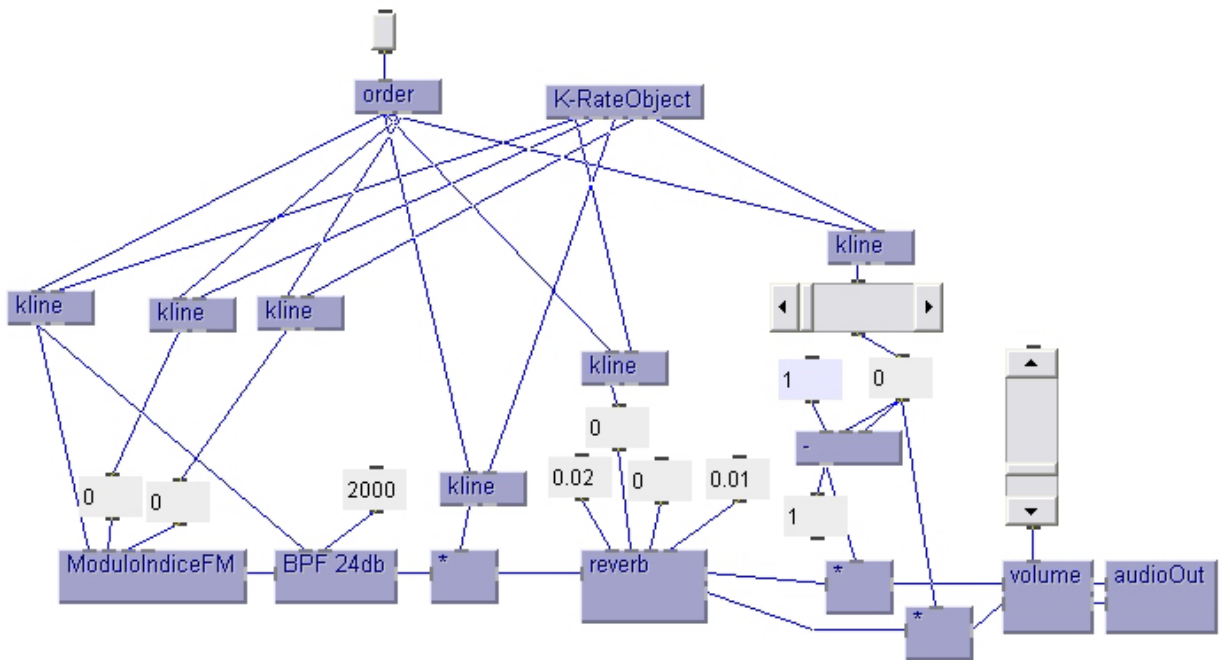 order
K-RateObject
kline
kline
kline
kline
kline
1
0
0
-
0.02
0
0.01
2000
kline
0
0
1
ModuloIndiceFM
BPF 24db
*
reverb
*
volume
audioOut
*